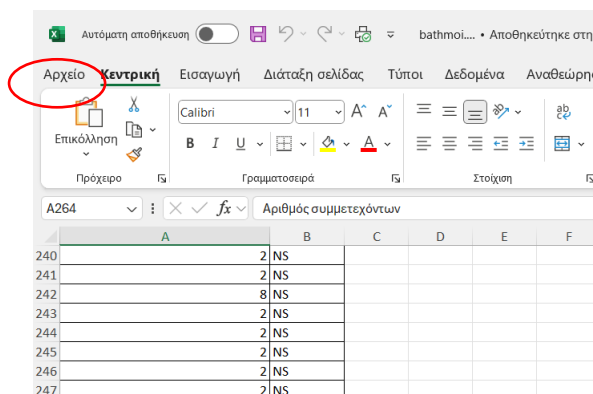 Αυτόματη αποθήκευση bathmoi.... • Αποθηκεύτηκε στη
Αρχείο Κεντρική Εισαγωγή Διάταξη σελίδας Τύποι Δεδομένα Αναθεώρη
Calibri 11 A A ab
Επικόλληση B I U A
Πρόχειρο Γραμματοσειρά Στοίχιση
A264 fx Αριθμός συμμετεχόντων
A B C D E F
240 2 NS
241 2 NS
242 8 NS
243 2 NS
244 2 NS
245 2 NS
246 2 NS
247 2 NS